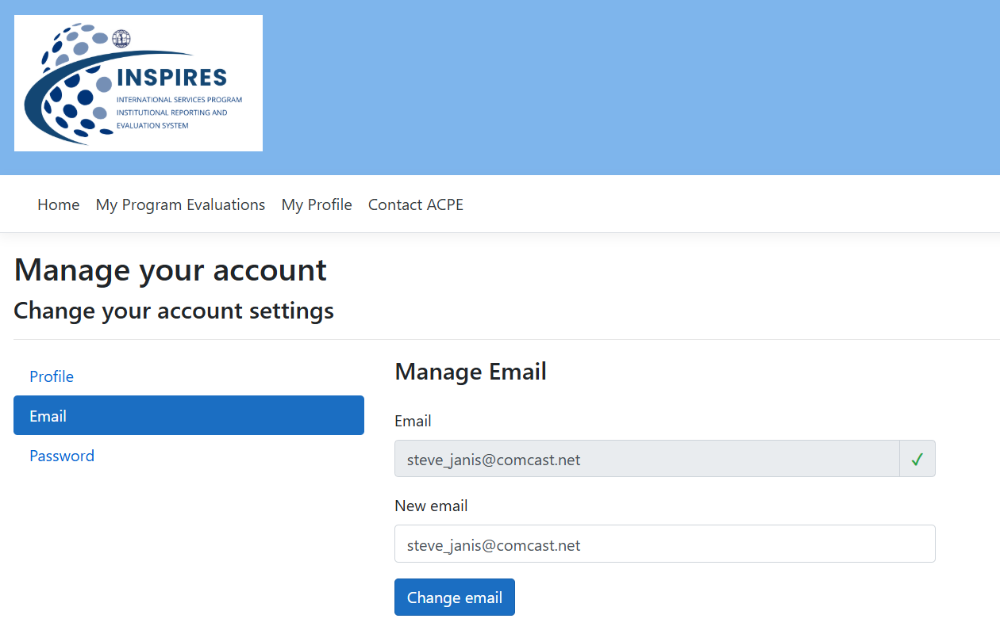 INSPIRES
INTERNATIONAL SERVICES PROGRAM
INSTITUTIONAL REPORTING AND
EVALUATION SYSTEM
Home My Program Evaluations My Profile Contact ACPE
Manage your account
Change your account settings
Profile
Email
Password
Manage Email
Email
steve_janis@comcast.net ✓
New email
steve_janis@comcast.net
Change email